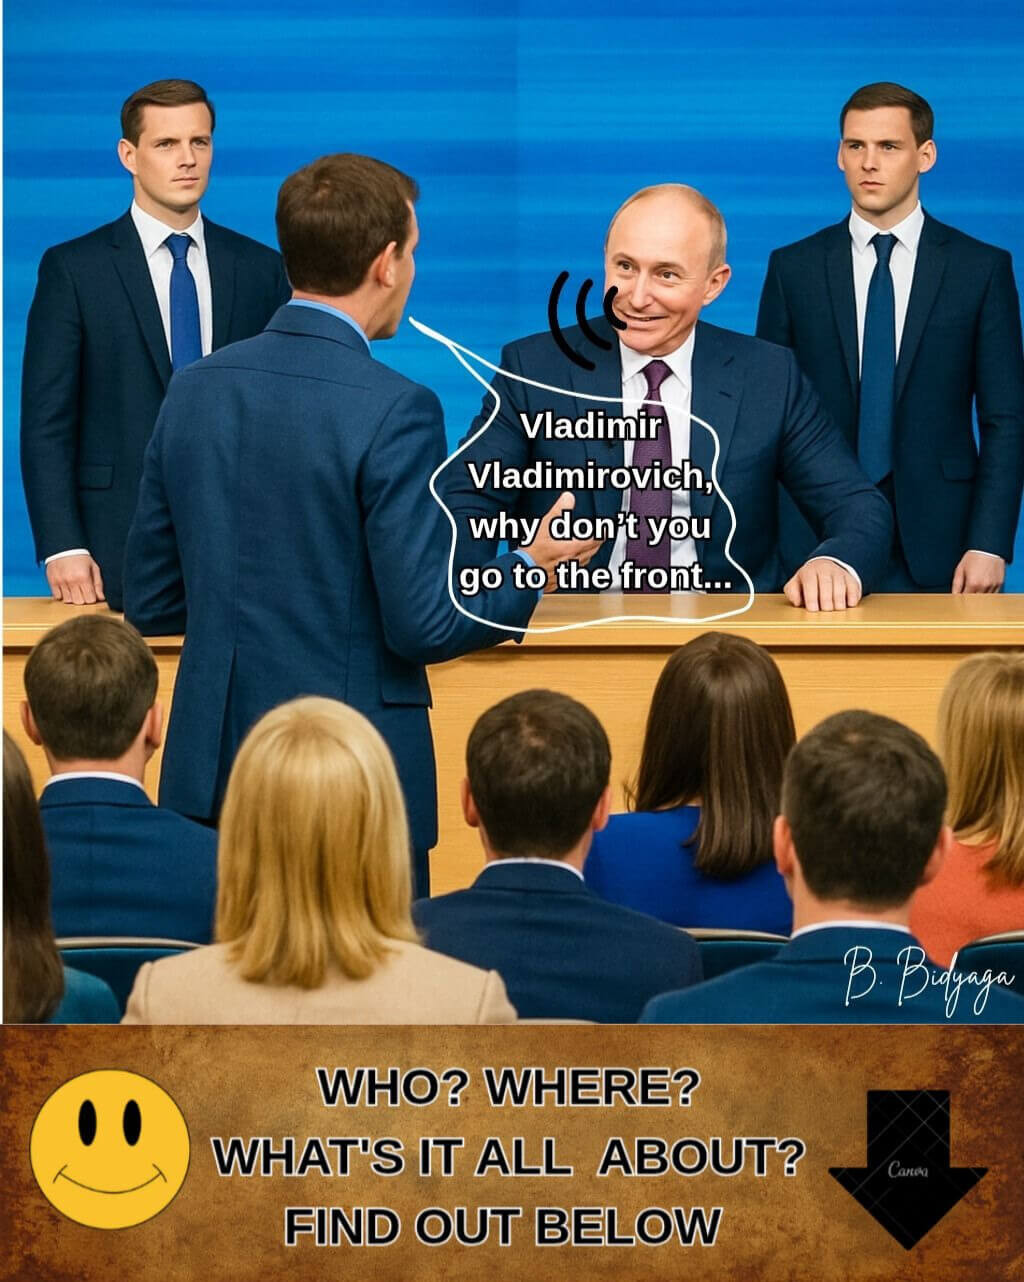 Vladimir
Vladimirovich,
why don't you
go to the front...
B. Bidyaga
WHO? WHERE?
WHAT'S IT ALL ABOUT?
FIND OUT BELOW
Canva